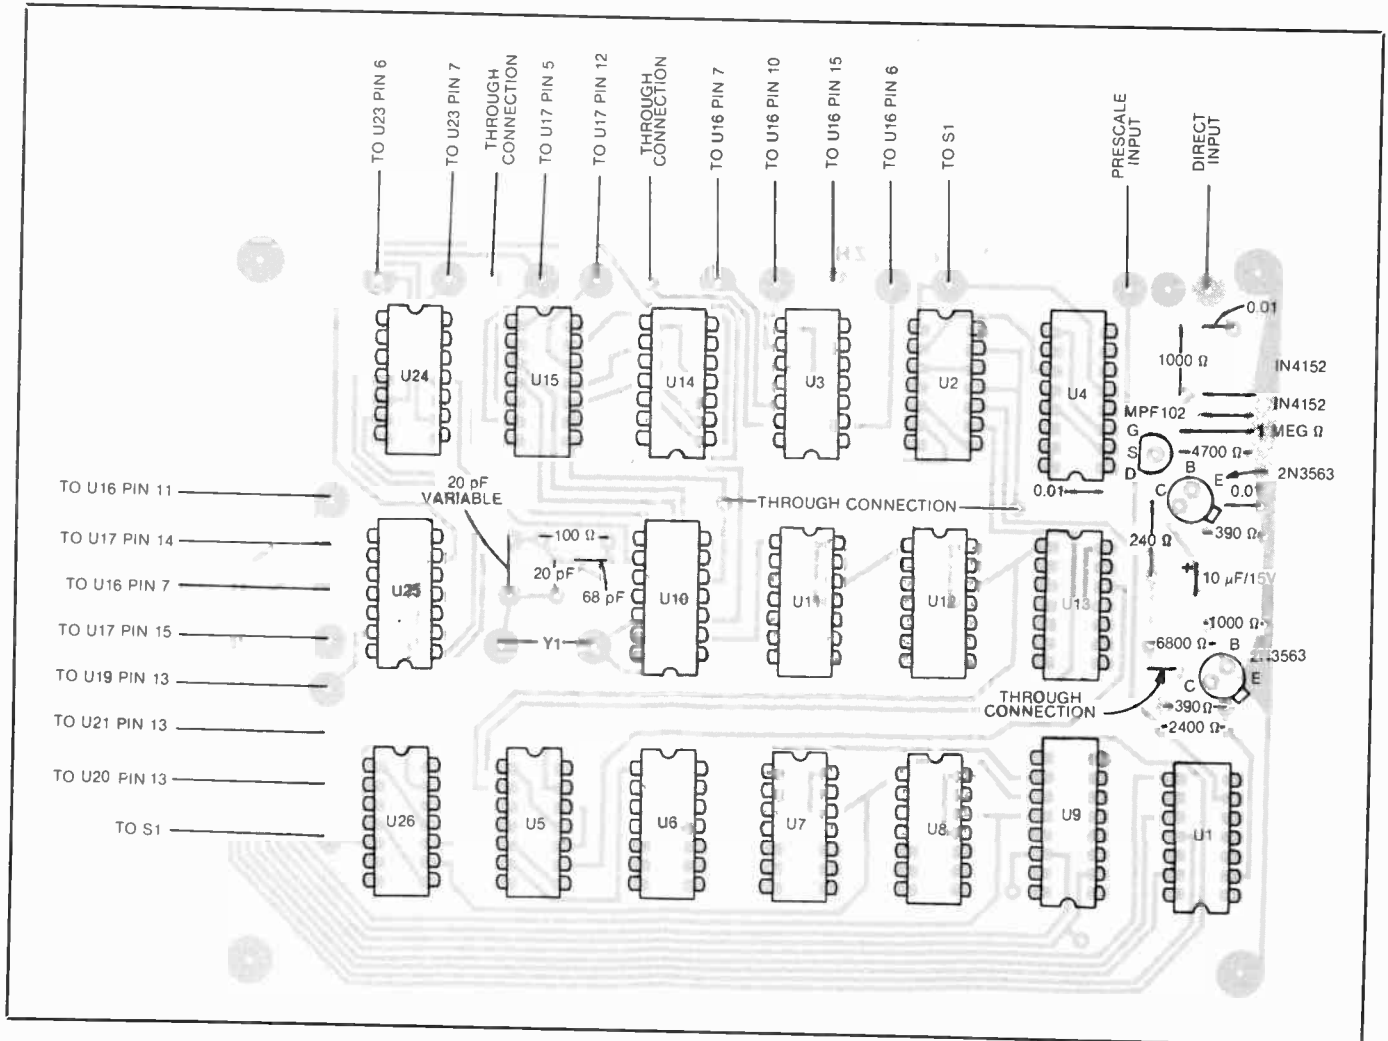 TO U23 PIN 6
TO U23 PIN 7
THROUGH
CONNECTION
TO U17 PIN 5
TO U17 PIN 12
THROUGH
CONNECTION
TO U16 PIN 7
TO U16 PIN 10
TO U16 PIN 15
TO U16 PIN 6
TO S1
PRESCALE
INPUT
DIRECT
INPUT
0.01
1000 Ω
IN4152
U24
U15
U14
U3
U2
U4
IN4152
MPF102
G
1 MEG Ω
S
4700 Ω
D
B
E
2N3563
C
0.01
0.01
TO U16 PIN 11
20 pF
VARIABLE
THROUGH CONNECTION
390 Ω
TO U17 PIN 14
100 Ω
240 Ω
20 pF
+
10 µF/15V
TO U16 PIN 7
U25
68 pF
U10
U11
U12
U13
1000 Ω
TO U17 PIN 15
Y1
6800 Ω
B
2N3563
TO U19 PIN 13
C
E
THROUGH
CONNECTION
390 Ω
TO U21 PIN 13
2400 Ω
TO U20 PIN 13
TO S1
U26
U5
U6
U7
U8
U9
U1